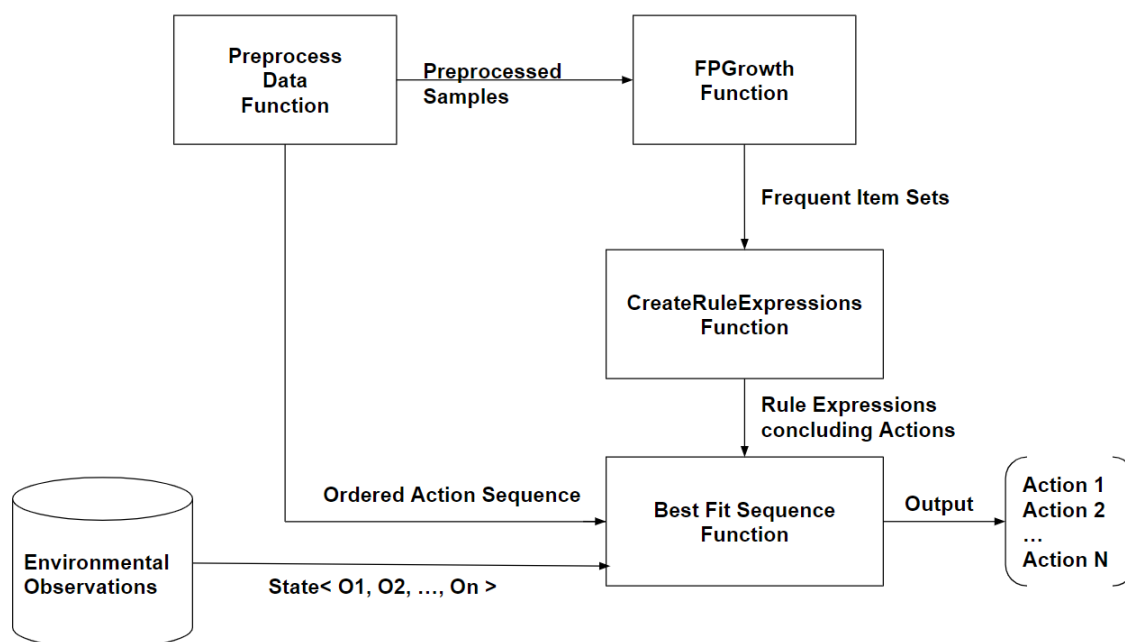 Preprocess
Data
Function
Preprocessed
Samples
FPGrowth
Function
Frequent Item Sets
CreateRuleExpressions
Function
Rule Expressions
concluding Actions
Ordered Action Sequence
Best Fit Sequence
Function
Output
Action 1
Action 2
...
Action N
Environmental
Observations
State< O1, O2, ..., On >